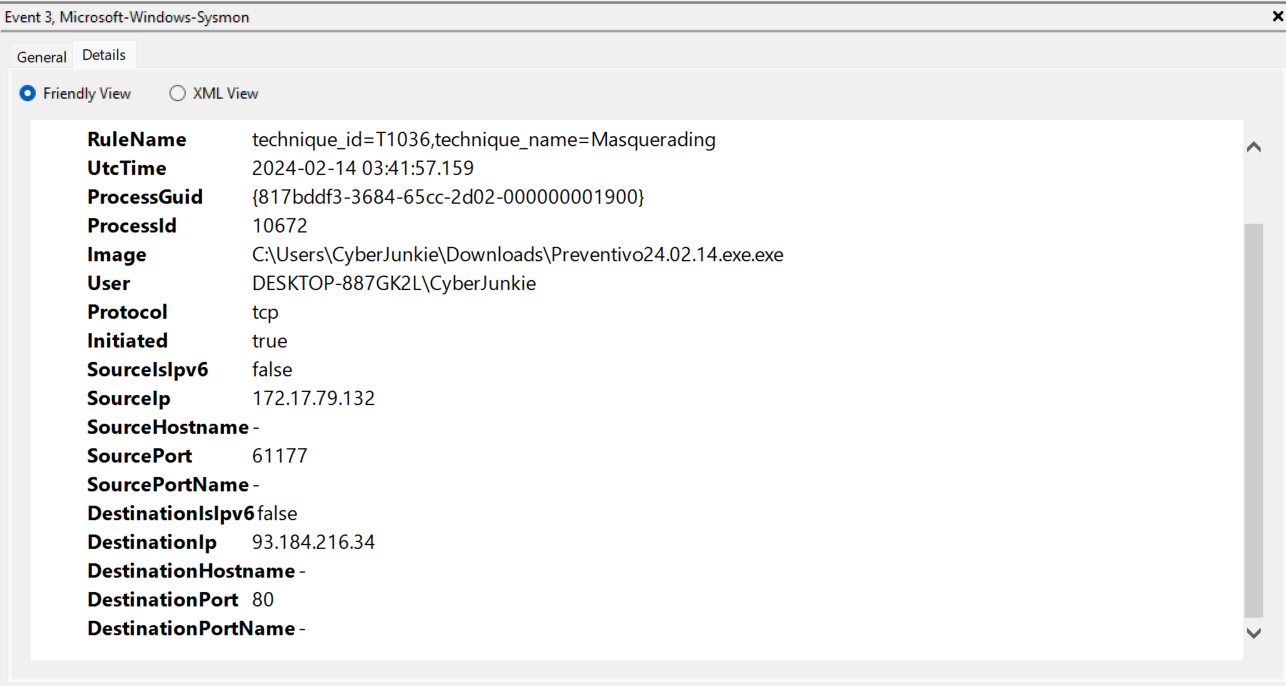 Event 3, Microsoft-Windows-Sysmon
General Details
Friendly View XML View
RuleName technique_id=T1036,technique_name=Masquerading
UtcTime 2024-02-14 03:41:57.159
ProcessGuid {817bddf3-3684-65cc-2d02-000000001900}
ProcessId 10672
Image C:\Users\CyberJunkie\Downloads\Preventivo24.02.14.exe.exe
User DESKTOP-887GK2L\CyberJunkie
Protocol tcp
Initiated true
SourceIsIpv6 false
SourceIp 172.17.79.132
SourceHostname -
SourcePort 61177
SourcePortName -
DestinationIsIpv6 false
DestinationIp 93.184.216.34
DestinationHostname -
DestinationPort 80
DestinationPortName -